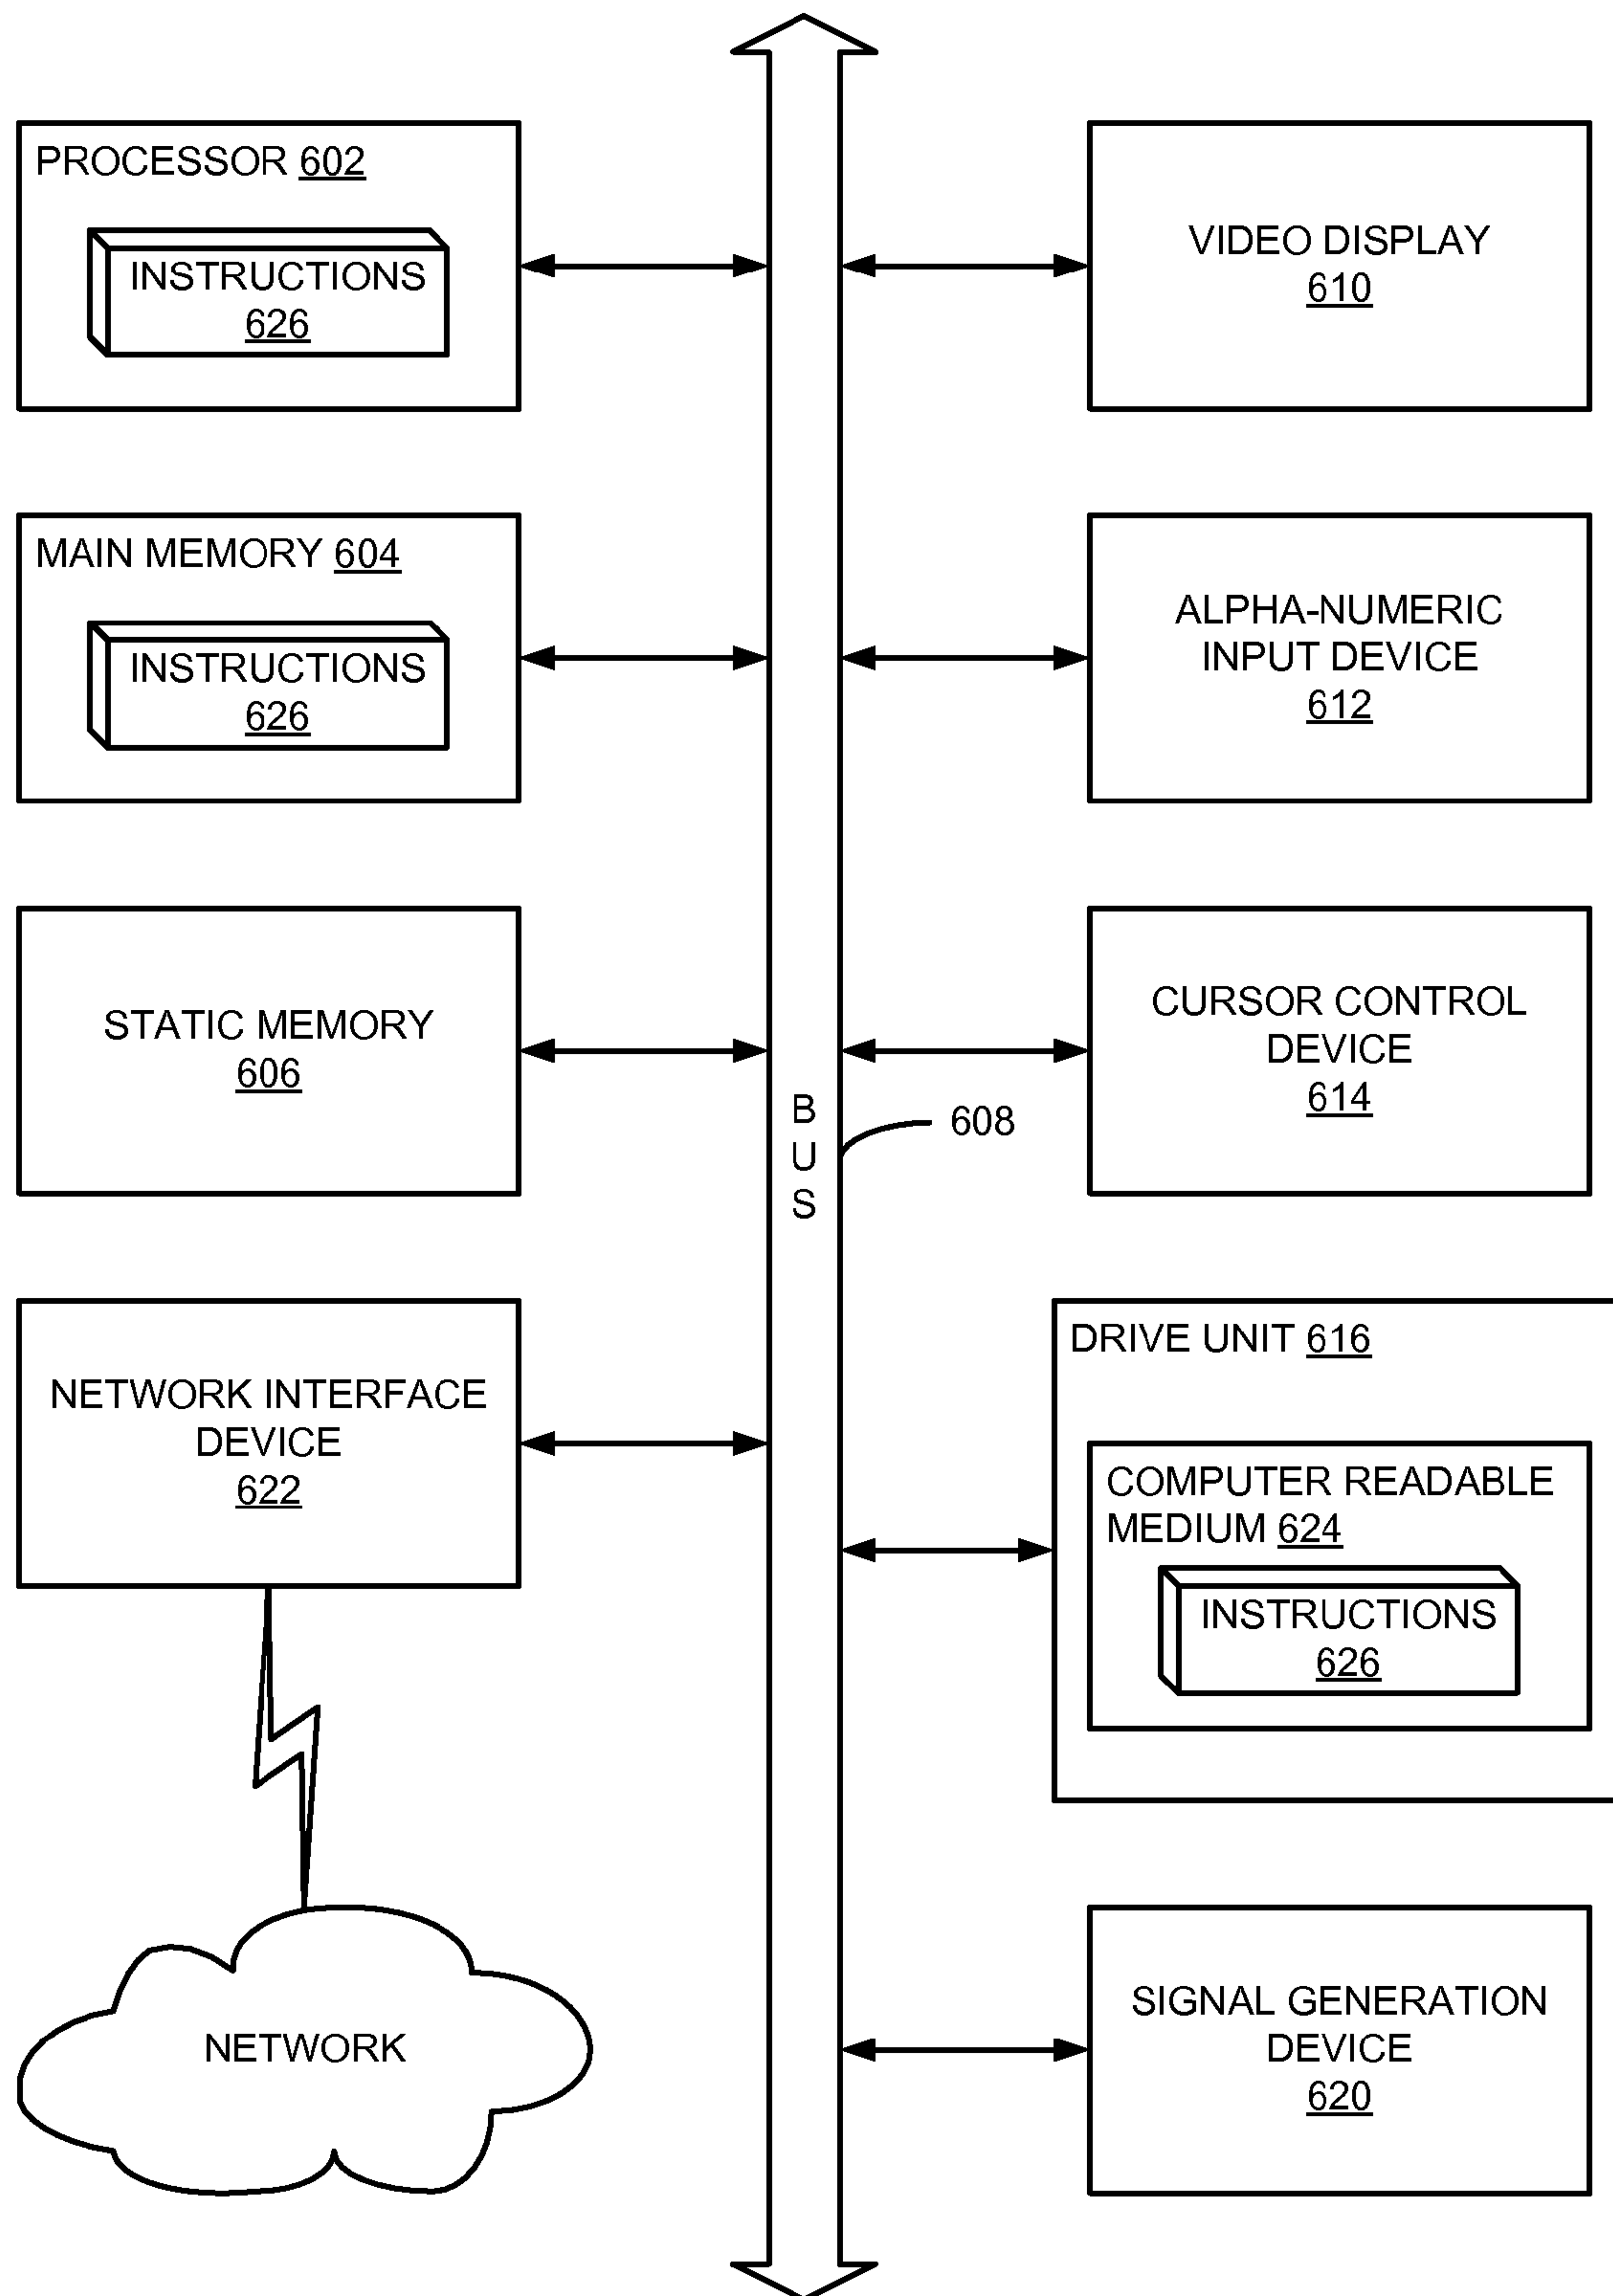 PROCESSOR 602
INSTRUCTIONS
626
MAIN MEMORY 604
INSTRUCTIONS
626
STATIC MEMORY
606
NETWORK INTERFACE
DEVICE
622
NETWORK
B
U
S
608
VIDEO DISPLAY
610
ALPHA-NUMERIC
INPUT DEVICE
612
CURSOR CONTROL
DEVICE
614
DRIVE UNIT 616
COMPUTER READABLE
MEDIUM 624
INSTRUCTIONS
626
SIGNAL GENERATION
DEVICE
620